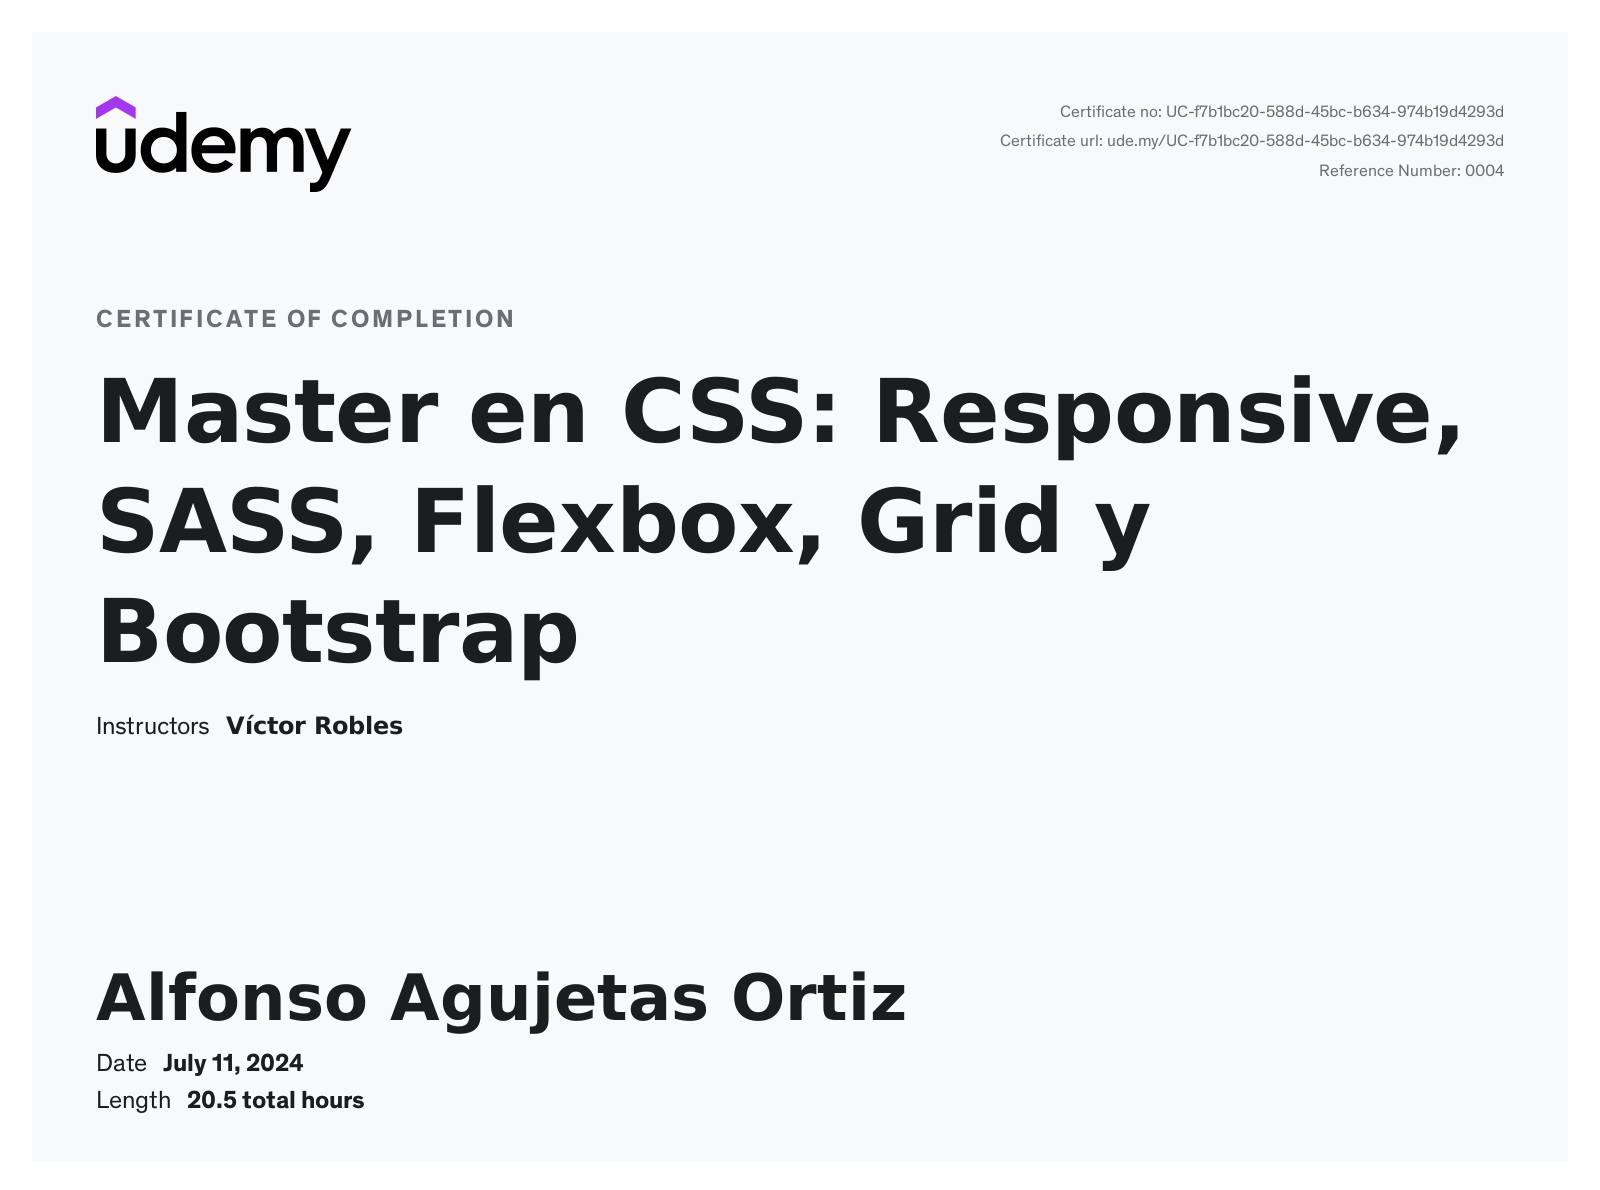 udemy
Certificate no: UC-f7b1bc20-588d-45bc-b634-974b19d4293d
Certificate url: ude.my/UC-f7b1bc20-588d-45bc-b634-974b19d4293d
Reference Number: 0004
CERTIFICATE OF COMPLETION
Master en CSS: Responsive,
SASS, Flexbox, Grid y
Bootstrap
Instructors Víctor Robles
Alfonso Agujetas Ortiz
Date July 11, 2024
Length 20.5 total hours